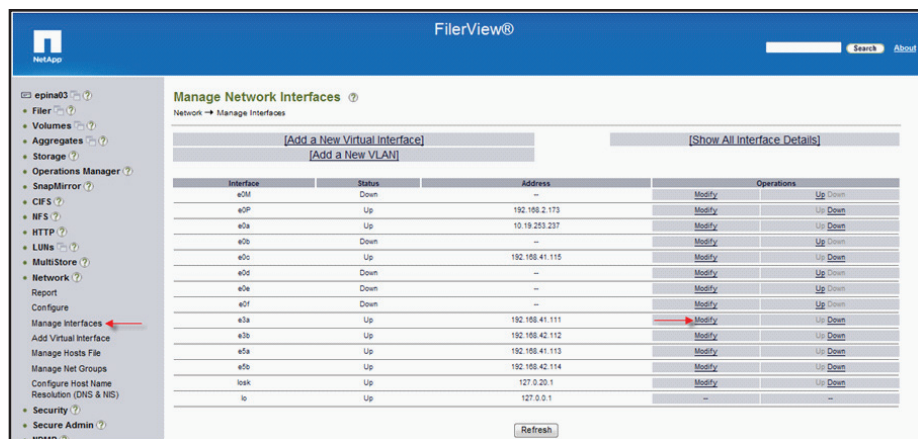 FilerView®
NetApp
Search About
epina03
Filer
Volumes
Aggregates
Storage
Operations Manager
SnapMirror
CIFS
NFS
HTTP
LUNs
MultiStore
Network
Report
Configure
Manage Interfaces
Add Virtual Interface
Manage Hosts File
Manage Net Groups
Configure Host Name
Resolution (DNS & NIS)
Security
Secure Admin
NDMP
Manage Network Interfaces
Network → Manage Interfaces
[Add a New Virtual Interface] [Show All Interface Details]
[Add a New VLAN]
Interface Status Address Operations
e0M Down -- Modify Up Down
e0P Up 192.168.2.173 Modify Up Down
e0a Up 10.19.253.237 Modify Up Down
e0b Down -- Modify Up Down
e0c Up 192.168.41.115 Modify Up Down
e0d Down -- Modify Up Down
e0e Down -- Modify Up Down
e0f Down -- Modify Up Down
e3a Up 192.168.41.111 Modify Up Down
e3b Up 192.168.42.112 Modify Up Down
e5a Up 192.168.41.113 Modify Up Down
e5b Up 192.168.42.114 Modify Up Down
losk Up 127.0.20.1 Modify Up Down
lo Up 127.0.0.1 -- --
Refresh